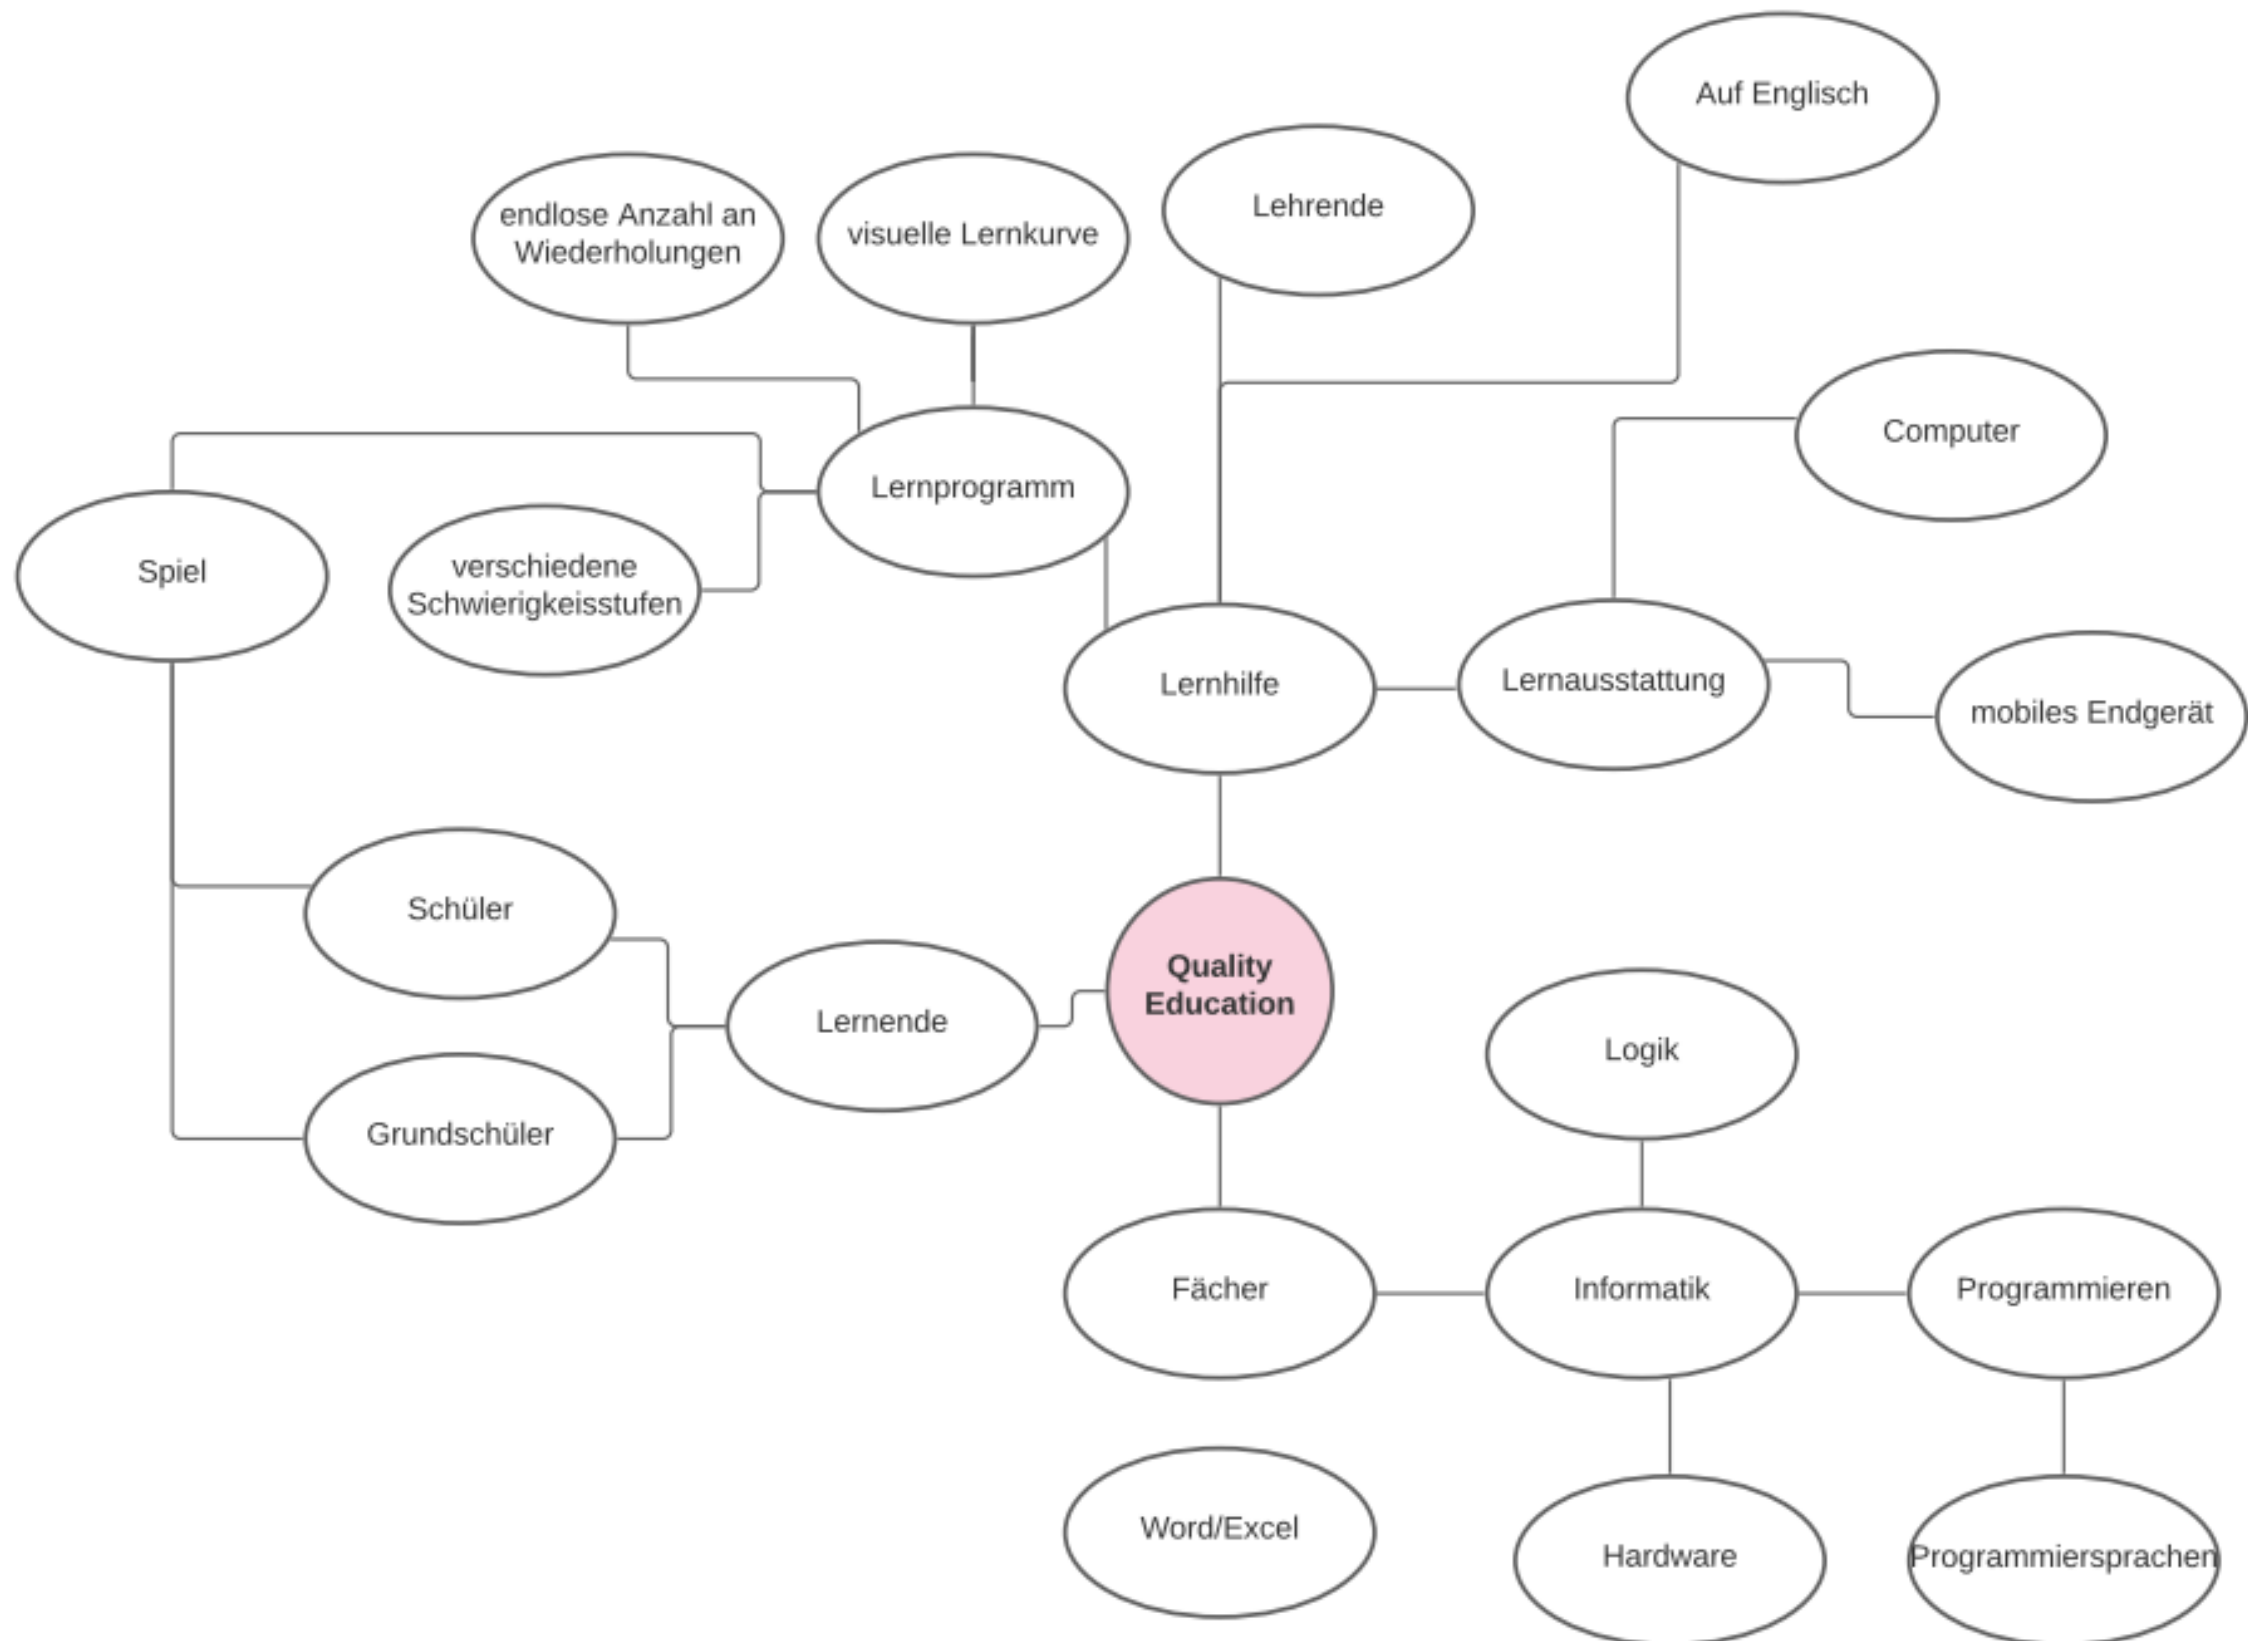 Auf Englisch
Lehrende
endlose Anzahl an
Wiederholungen
visuelle Lernkurve
Computer
Lernprogramm
Spiel
verschiedene
Schwierigkeisstufen
Lernhilfe
Lernausstattung
mobiles Endgerät
Schüler
Quality
Education
Lernende
Logik
Grundschüler
Fächer
Informatik
Programmieren
Word/Excel
Hardware
Programmiersprachen